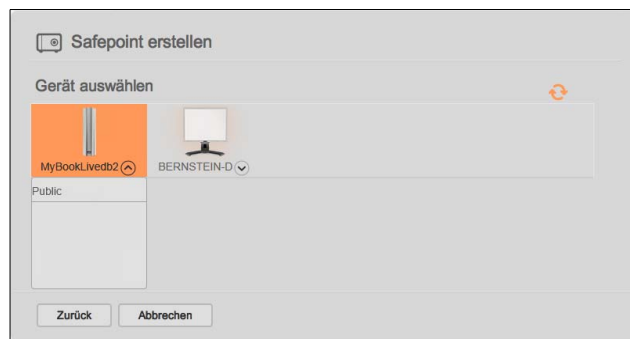 Safepoint erstellen
Gerät auswählen
MyBookLivedb2 BERNSTEIN-D
Public
Zurück Abbrechen